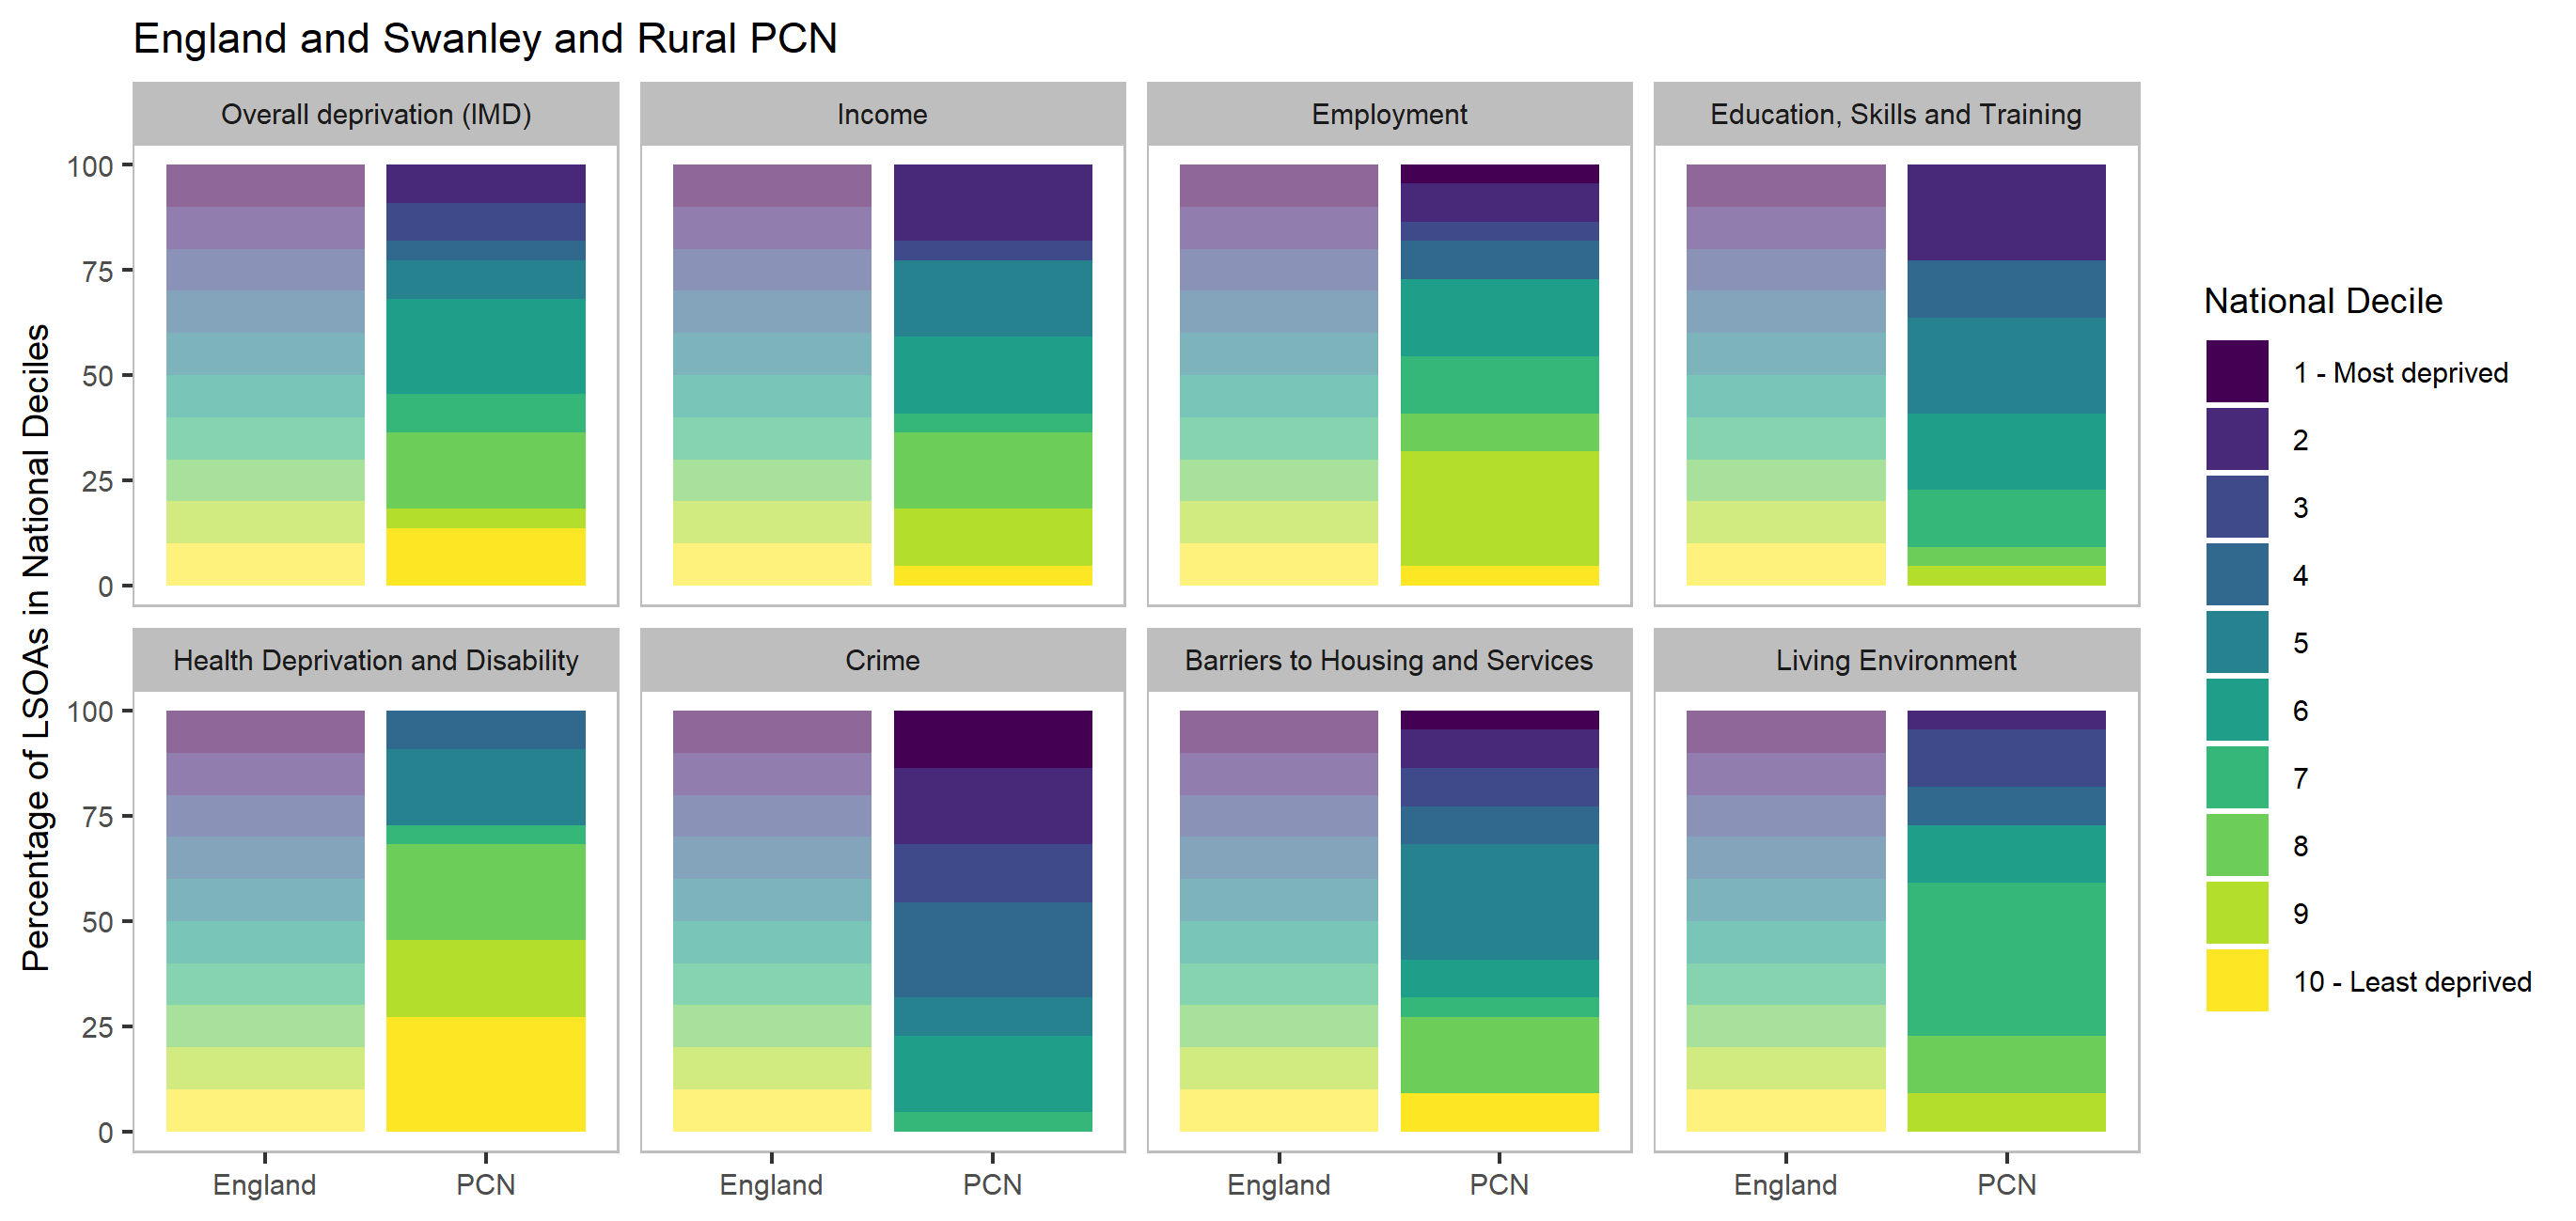 England and Swanley and Rural PCN
Overall deprivation (IMD)
Income
Employment
Education, Skills and Training
100
75
50
25
0
Health Deprivation and Disability
Crime
Barriers to Housing and Services
Living Environment
100
75
50
25
0
England
PCN
England
PCN
England
PCN
England
PCN
Percentage of LSOAs in National Deciles
National Decile
1 - Most deprived
2
3
4
5
6
7
8
9
10 - Least deprived